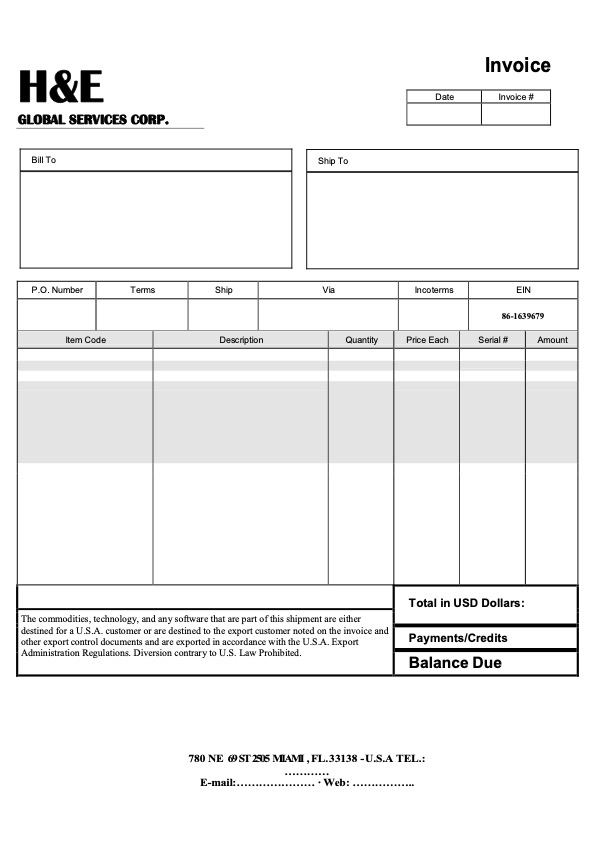 Invoice
H&E
GLOBAL SERVICES CORP.
Date Invoice #
Bill To
Ship To
P.O. Number Terms Ship Via Incoterms EIN
86-1639679
Item Code Description Quantity Price Each Serial # Amount
Total in USD Dollars:
The commodities, technology, and any software that are part of this shipment are either
destined for a U.S.A. customer or are destined to the export customer noted on the invoice and
other export control documents and are exported in accordance with the U.S.A. Export
Administration Regulations. Diversion contrary to U.S. Law Prohibited.
Payments/Credits
Balance Due
780 NE 69 ST 2505 MIAMI , FL. 33138 - U.S.A TEL.:
…………
E-mail:………………… · Web: ……………..